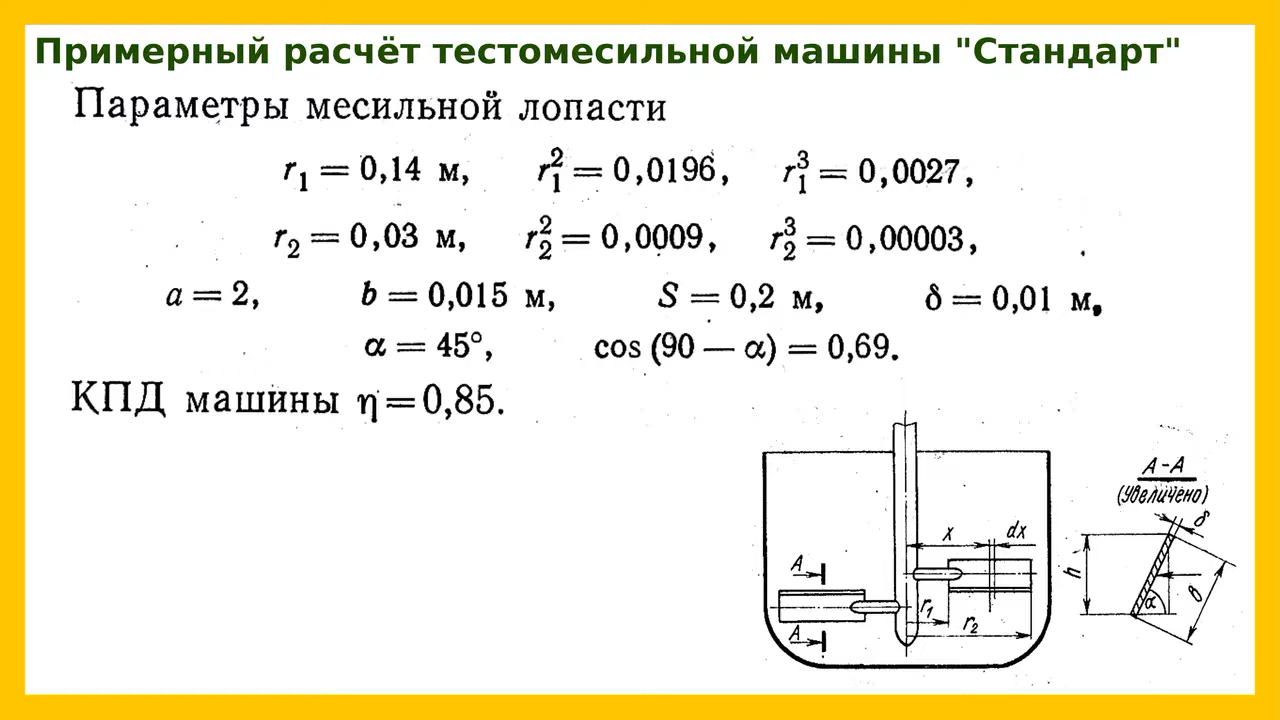 Примерный расчёт тестомесильной машины "Стандарт"
Параметры месильной лопасти
r₁ = 0,14 м, r₁² = 0,0196, r₁³ = 0,0027,
r₂ = 0,03 м, r₂² = 0,0009, r₂³ = 0,00003,
a = 2, b = 0,015 м, S = 0,2 м, δ = 0,01 м,
α = 45°, cos (90 — α) = 0,69.
КПД машины η = 0,85.
А-А
(Увеличено)
δ
x dx
h
А
α
в
r₁
r₂
А